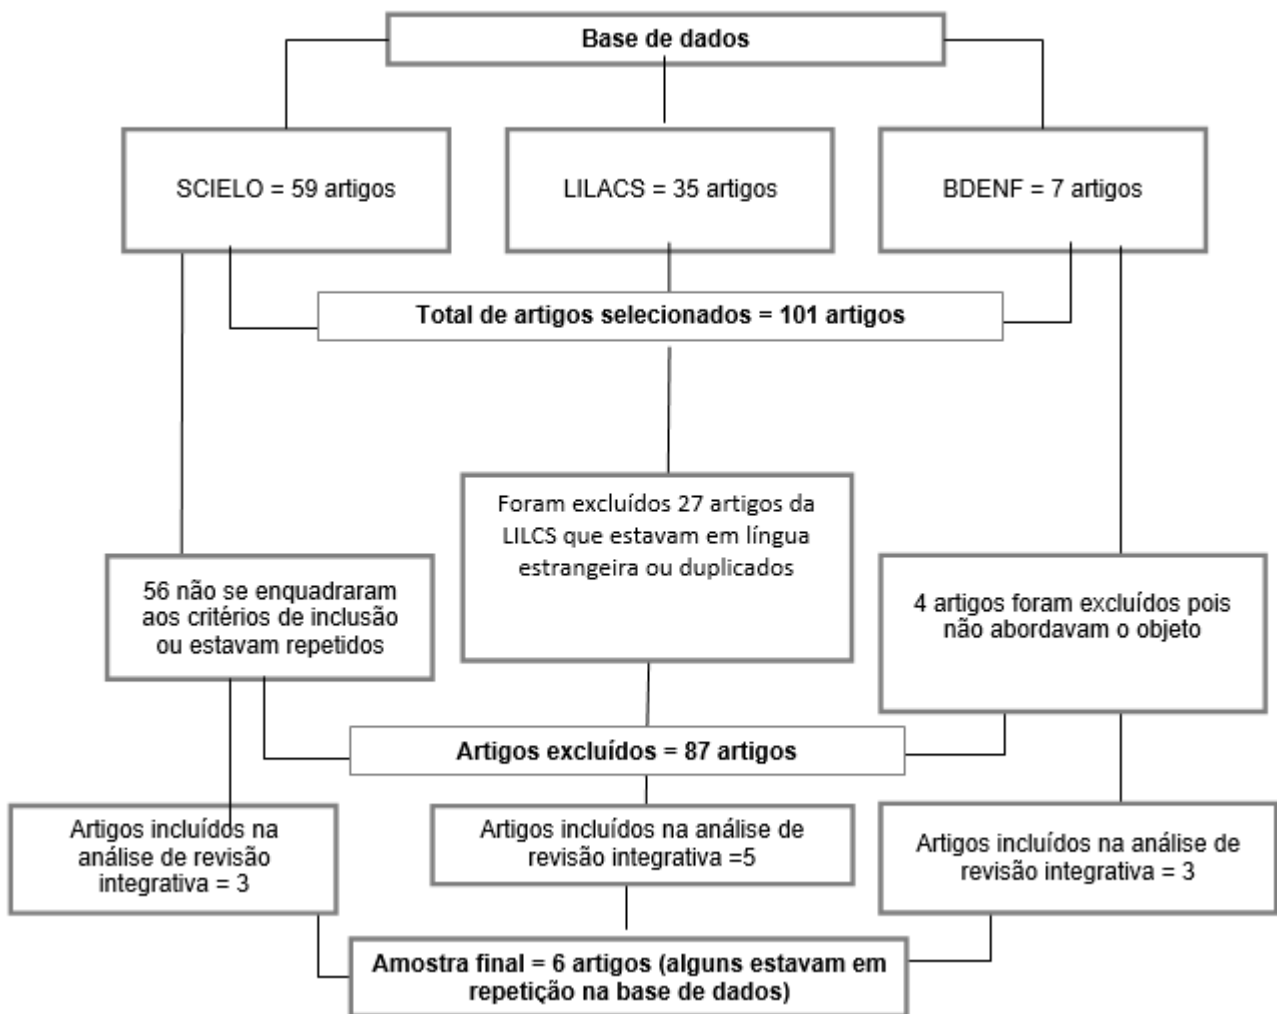 Base de dados
SCIELO = 59 artigos
LILACS = 35 artigos
BDENF = 7 artigos
Total de artigos selecionados = 101 artigos
Foram excluídos 27 artigos da
LILCS que estavam em língua
estrangeira ou duplicados
56 não se enquadraram
aos critérios de inclusão
ou estavam repetidos
4 artigos foram excluídos pois
não abordavam o objeto
Artigos excluídos = 87 artigos
Artigos incluídos na
análise de revisão
integrativa = 3
Artigos incluídos na análise de
revisão integrativa =5
Artigos incluídos na análise de
revisão integrativa = 3
Amostra final = 6 artigos (alguns estavam em
repetição na base de dados)